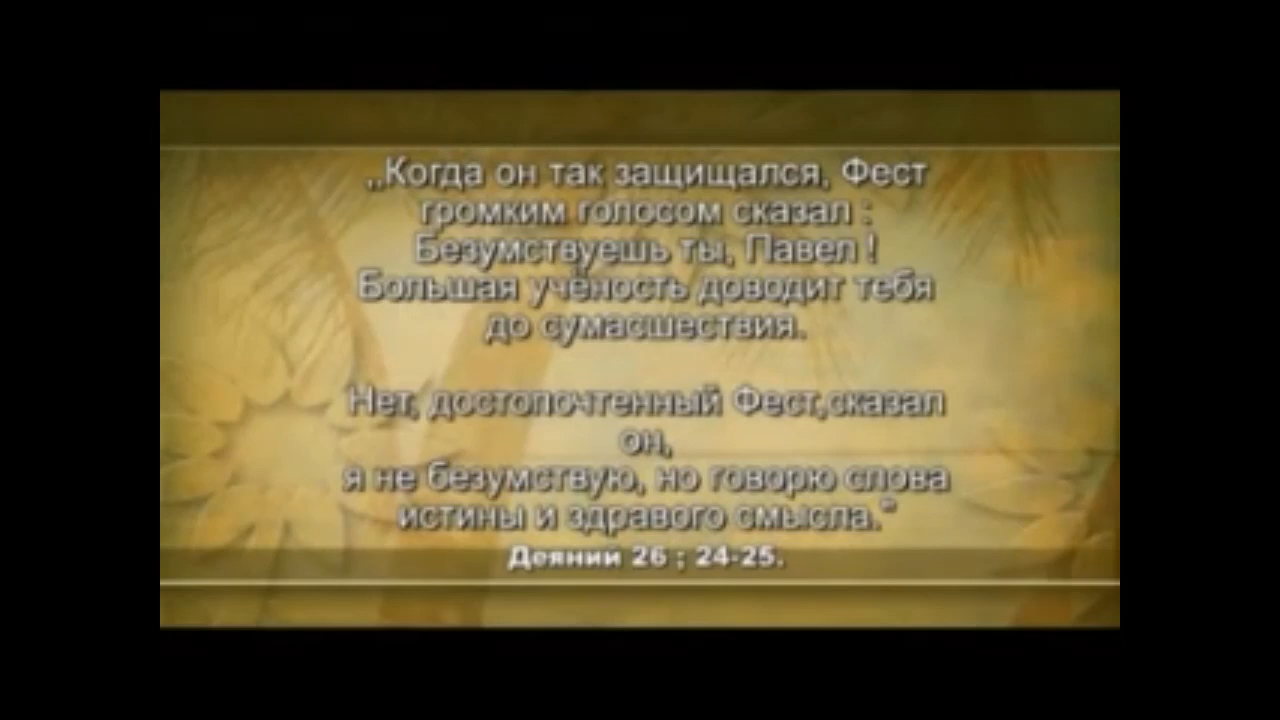 ,,Когда он так защищался, Фест
громким голосом сказал :
Безумствуешь ты, Павел !
Большая учёность доводит тебя
до сумасшествия.
Нет, достопочтенный Фест,сказал
он,
я не безумствую, но говорю слова
истины и здравого смысла."
Деянии 26 ; 24-25.